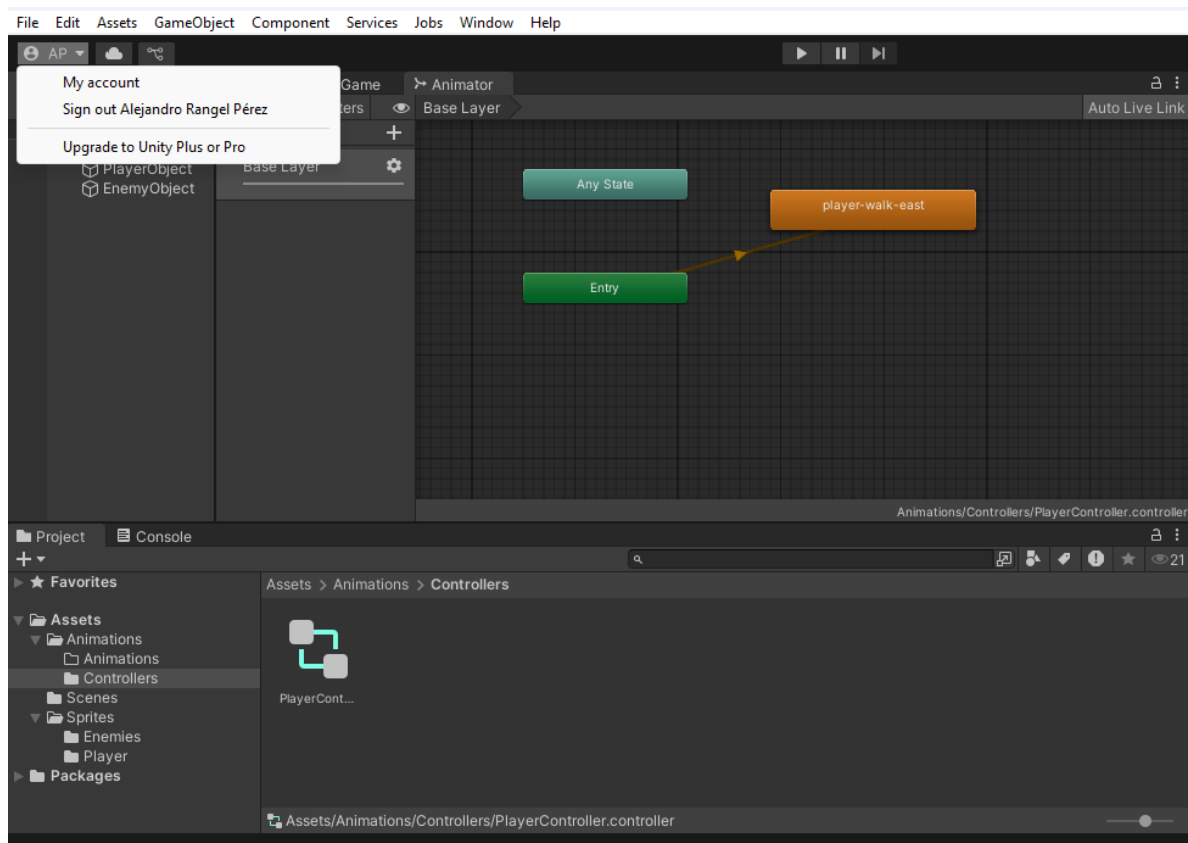 File Edit Assets GameObject Component Services Jobs Window Help
AP
My account
Sign out Alejandro Rangel Pérez
Upgrade to Unity Plus or Pro
Game
Animator
ters
Base Layer
Auto Live Link
PlayerObject
EnemyObject
Base Layer
Any State
player-walk-east
Entry
Animations/Controllers/PlayerController.controller
Project Console
21
Favorites
Assets > Animations > Controllers
Assets
Animations
Animations
Controllers
Scenes
Sprites
Enemies
Player
Packages
PlayerCont...
Assets/Animations/Controllers/PlayerController.controller